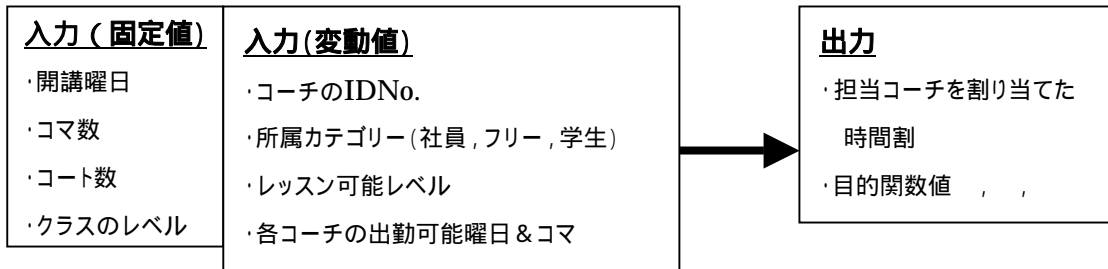 入力(固定値)
·開講曜日
·コマ数
·コート数
·クラスのレベル
入力(変動値)
·コーチのIDNo.
·所属カテゴリー(社員,フリー,学生)
·レッスン可能レベル
·各コーチの出勤可能曜日&コマ
出力
·担当コーチを割り当てた
時間割
·目的関数値 , ,